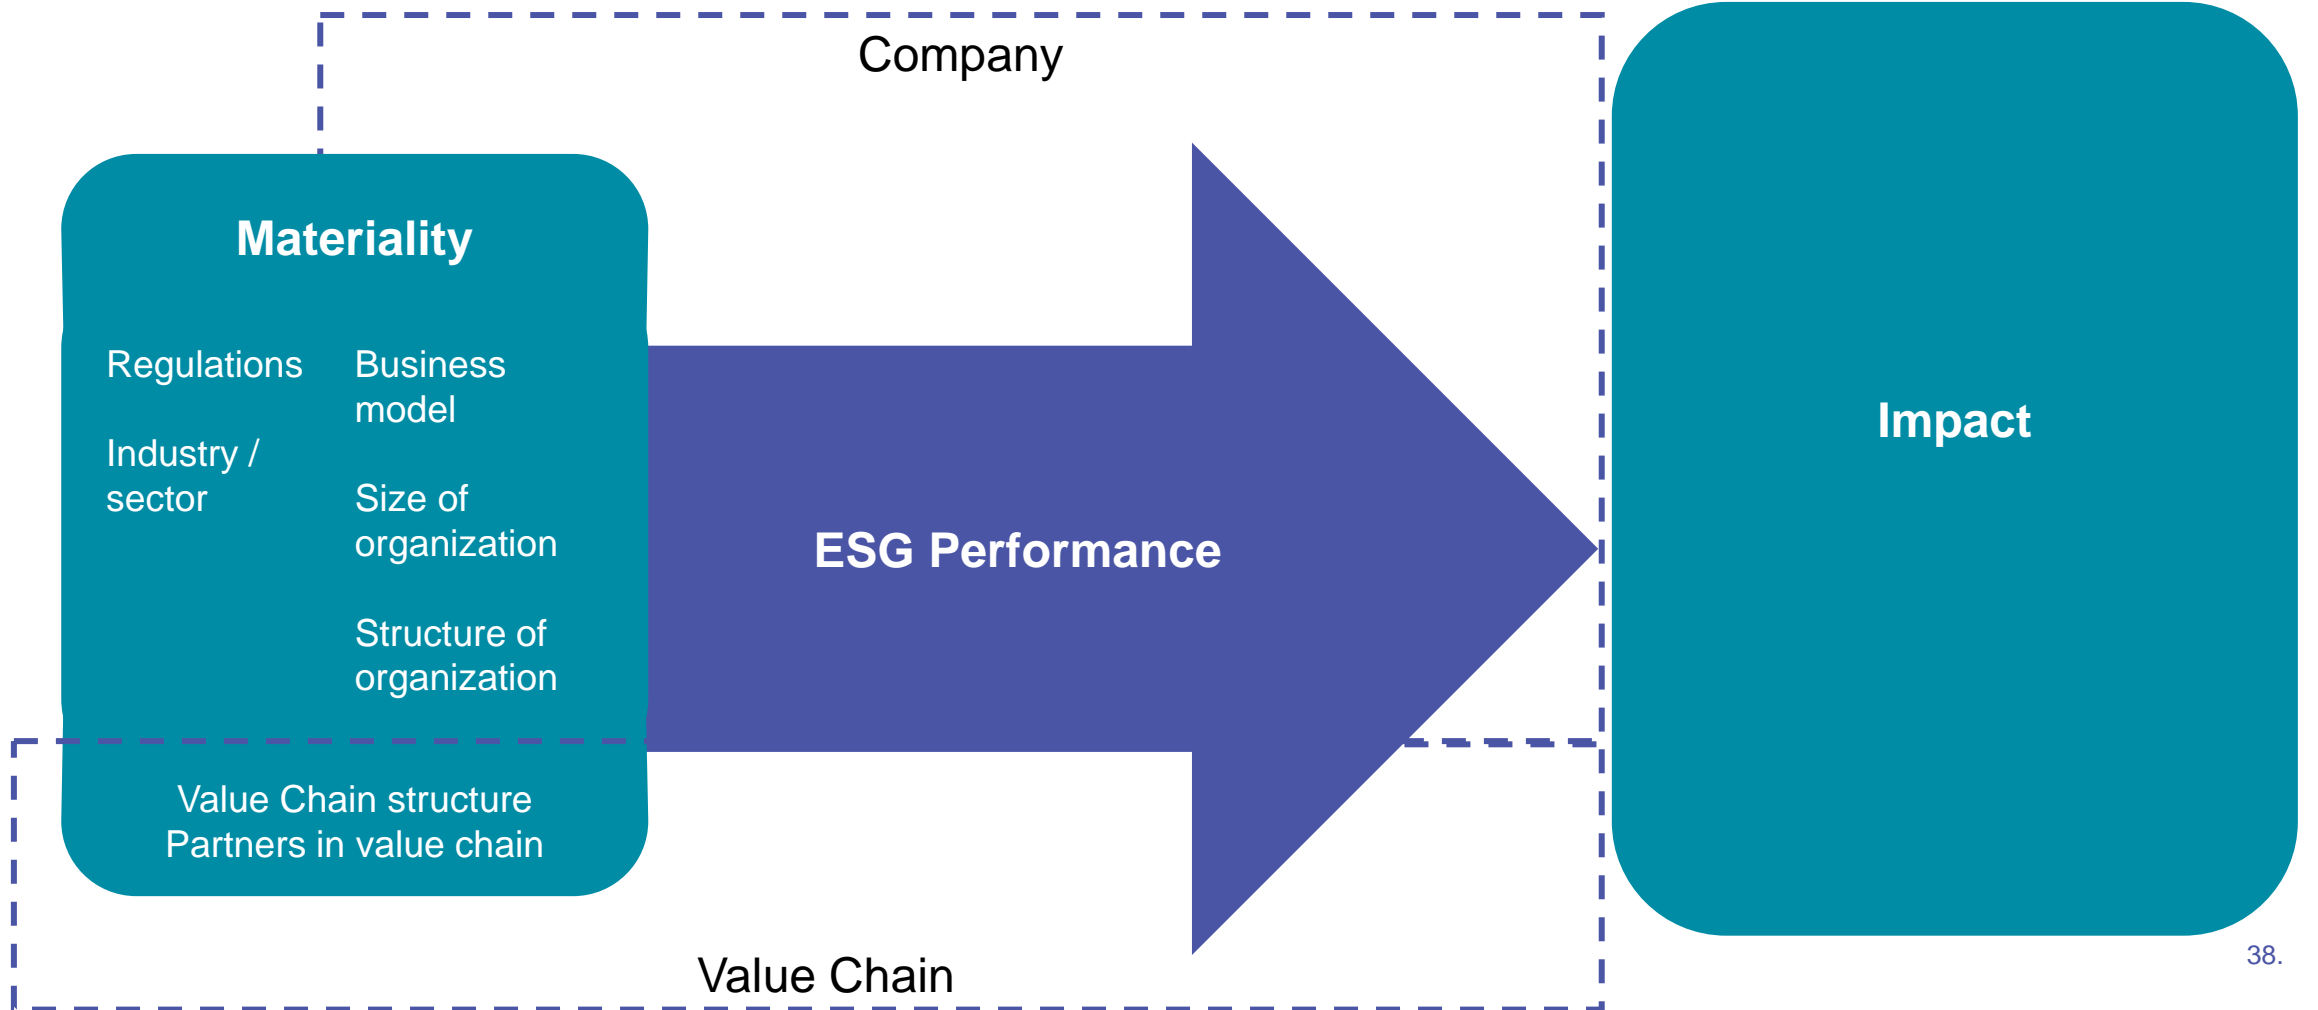 Company
Materiality
Regulations
Industry /
sector
Business
model
Size of
organization
Structure of
organization
Value Chain structure
Partners in value chain
ESG Performance
Impact
Value Chain
38.